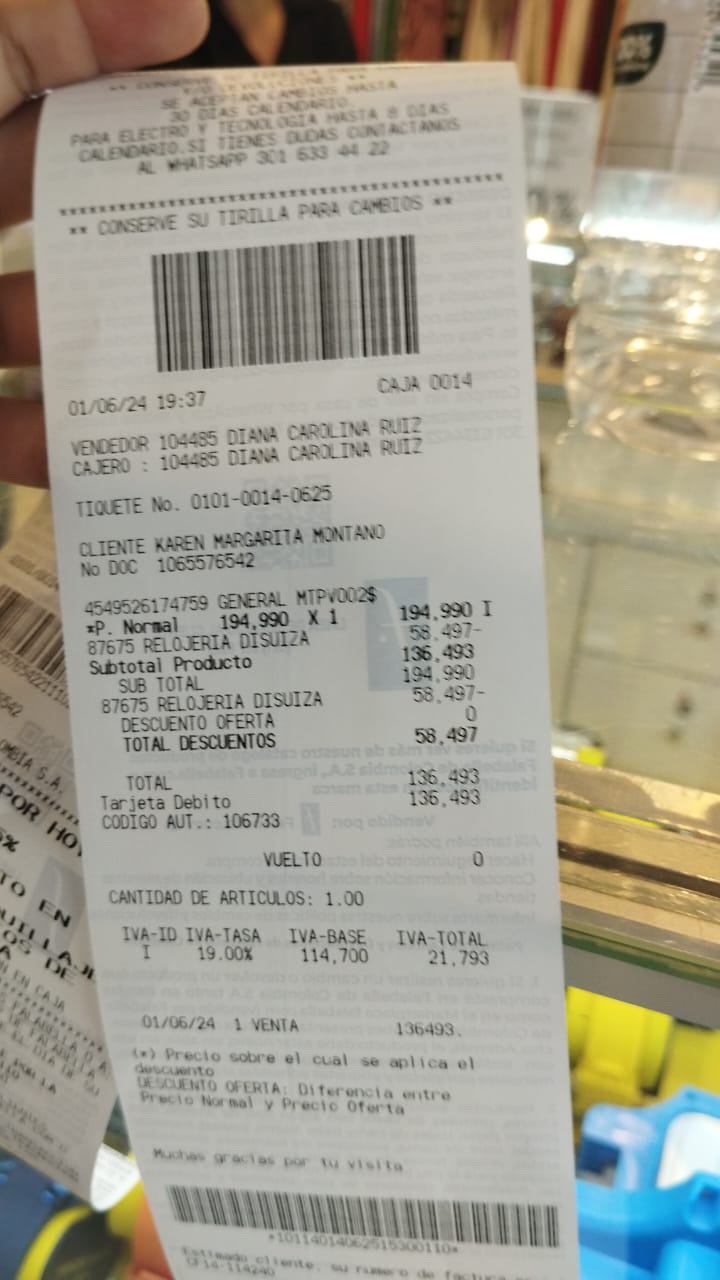 ** CONSERVE
SE ACEPTAN CAMBIOS HASTA
30 DIAS CALENDARIO.
PARA ELECTRO Y TECNOLOGIA HASTA 8 DIAS
CALENDARIO.SI TIENES DUDAS CONTACTANOS
AL WHATSAPP 301 633 44 22
** CONSERVE SU TIRILLA PARA CAMBIOS **
01/06/24 19:37 CAJA 0014
VENDEDOR 104485 DIANA CAROLINA RUIZ
CAJERO : 104485 DIANA CAROLINA RUIZ
TIQUETE No. 0101-0014-0625
CLIENTE KAREN MARGARITA MONTANO
No DOC 1065576542
4549526174759 GENERAL MTPV002$
*P. Normal 194,990 X 1 194,990 I
87675 RELOJERIA DISUIZA 58,497-
Subtotal Producto 136,493
SUB TOTAL 194,990
87675 RELOJERIA DISUIZA 58,497-
DESCUENTO OFERTA 0
TOTAL DESCUENTOS 58,497
TOTAL 136,493
Tarjeta Debito 136,493
CODIGO AUT.: 106733
VUELTO 0
CANTIDAD DE ARTICULOS: 1.00
IVA-ID IVA-TASA IVA-BASE IVA-TOTAL
I 19.00% 114,700 21,793
01/06/24 1 VENTA 136493.
(*) Precio sobre el cual se aplica el
descuento
DESCUENTO OFERTA: Diferencia entre
Precio Normal y Precio Oferta
Muchas gracias por tu visita
*10114014062515300110*
Estimado cliente, su numero de factura
CF14-114240